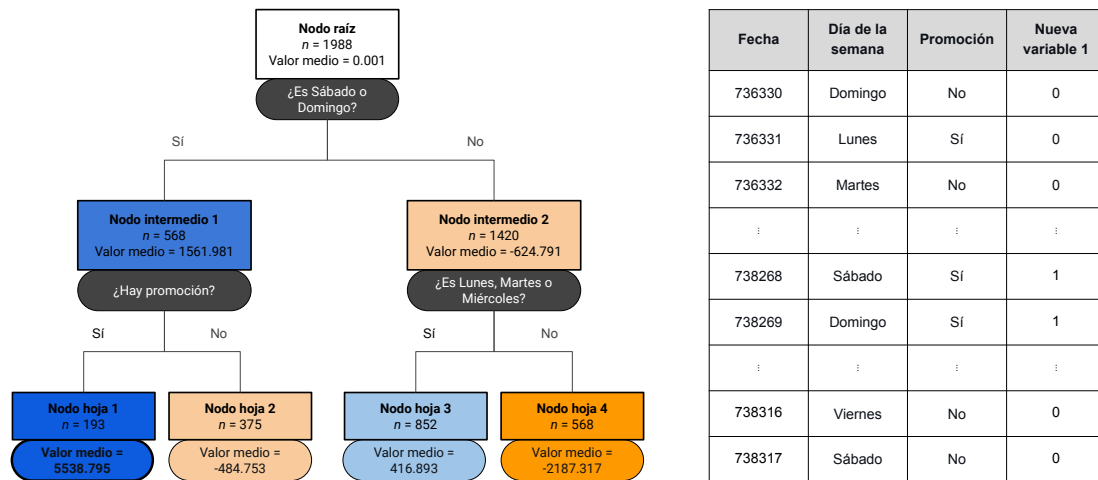 Nodo raíz
n = 1988
Valor medio = 0.001
¿Es Sábado o
Domingo?
Sí
No
Nodo intermedio 1
n = 568
Valor medio = 1561.981
¿Hay promoción?
Nodo intermedio 2
n = 1420
Valor medio = -624.791
¿Es Lunes, Martes o
Miércoles?
Sí
No
Sí
No
Nodo hoja 1
n = 193
Valor medio =
5538.795
Nodo hoja 2
n = 375
Valor medio =
-484.753
Nodo hoja 3
n = 852
Valor medio =
416.893
Nodo hoja 4
n = 568
Valor medio =
-2187.317
Fecha Día de la semana Promoción Nueva variable 1
736330 Domingo No 0
736331 Lunes Sí 0
736332 Martes No 0
⋮ ⋮ ⋮ ⋮
738268 Sábado Sí 1
738269 Domingo Sí 1
⋮ ⋮ ⋮ ⋮
738316 Viernes No 0
738317 Sábado No 0